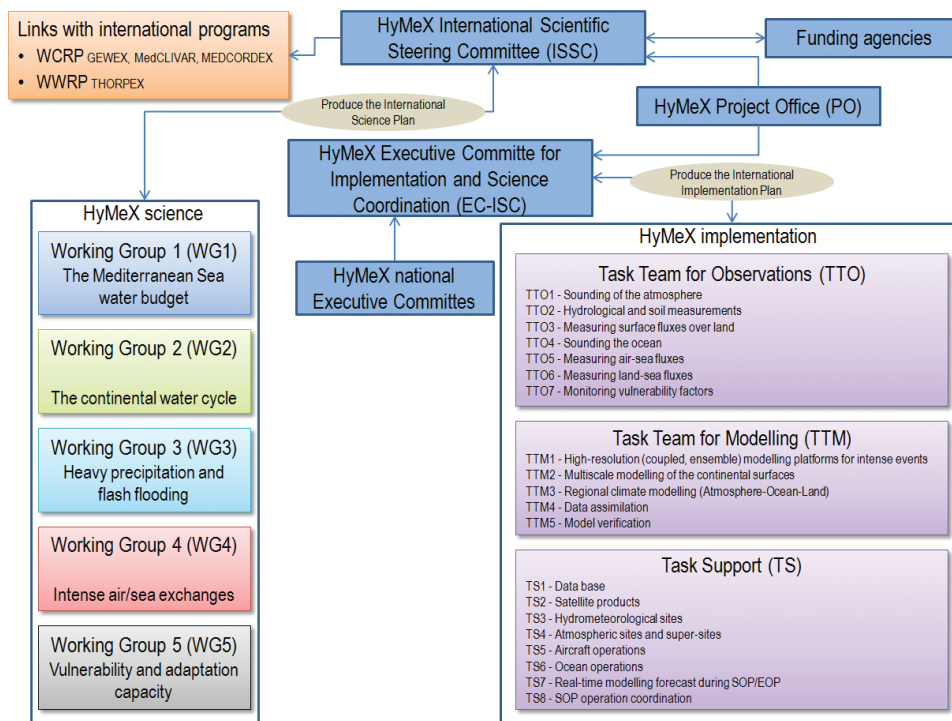 Links with international programs
• WCRP GEWEX, MedCLIVAR, MEDCORDEX
• WWRP THORPEX
HyMeX International Scientific
Steering Committee (ISSC)
Funding agencies
HyMeX Project Office (PO)
Produce the International
Science Plan
HyMeX Executive Committe for
Implementation and Science
Coordination (EC-ISC)
Produce the International
Implementation Plan
HyMeX national
Executive Committees
HyMeX science
Working Group 1 (WG1)
The Mediterranean Sea
water budget
Working Group 2 (WG2)
The continental water cycle
Working Group 3 (WG3)
Heavy precipitation and
flash flooding
Working Group 4 (WG4)
Intense air/sea exchanges
Working Group 5 (WG5)
Vulnerability and adaptation
capacity
HyMeX implementation
Task Team for Observations (TTO)
TTO1 - Sounding of the atmosphere
TTO2 - Hydrological and soil measurements
TTO3 - Measuring surface fluxes over land
TTO4 - Sounding the ocean
TTO5 - Measuring air-sea fluxes
TTO6 - Measuring land-sea fluxes
TTO7 - Monitoring vulnerability factors
Task Team for Modelling (TTM)
TTM1 - High-resolution (coupled, ensemble) modelling platforms for intense events
TTM2 - Multiscale modelling of the continental surfaces
TTM3 - Regional climate modelling (Atmosphere-Ocean-Land)
TTM4 - Data assimilation
TTM5 - Model verification
Task Support (TS)
TS1 - Data base
TS2 - Satellite products
TS3 - Hydrometeorological sites
TS4 - Atmospheric sites and super-sites
TS5 - Aircraft operations
TS6 - Ocean operations
TS7 - Real-time modelling forecast during SOP/EOP
TS8 - SOP operation coordination